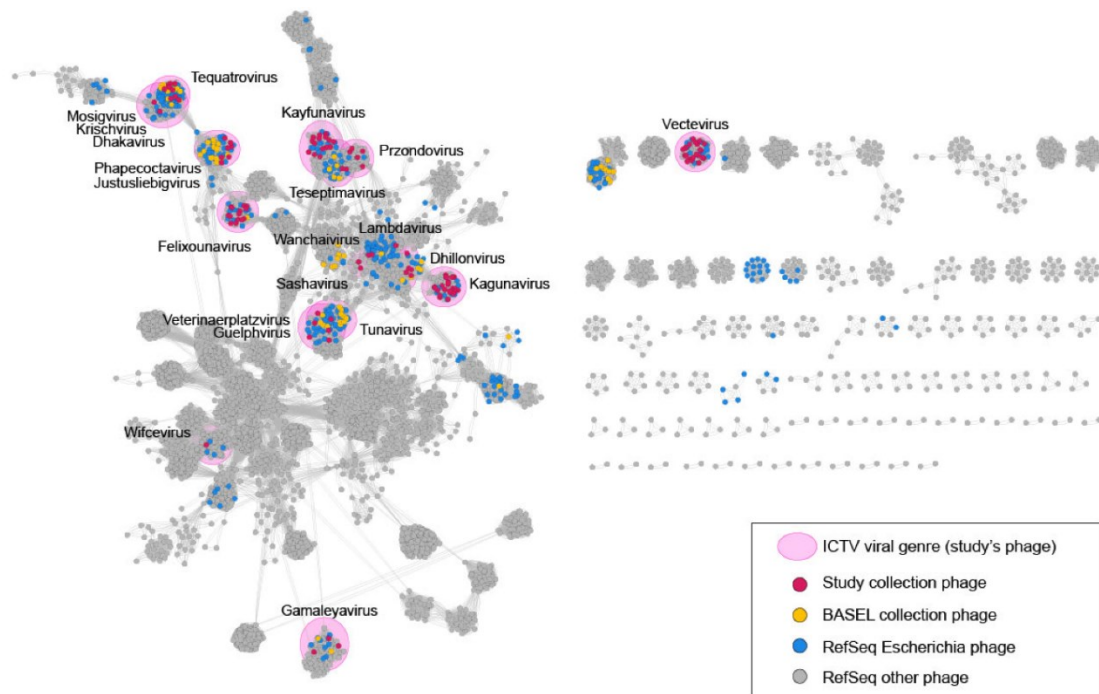 Tequatrovirus
Mosigvirus
Krischvirus
Dhakavirus
Phapecoctavirus
Justusliebigvirus
Felixounavirus
Kayfunavirus
Przondovirus
Teseptimavirus
Lambdavirus
Wanchaivirus
Dhillonvirus
Sashavirus
Kagunavirus
Veterinaerplatzvirus
Guelphvirus
Tunavirus
Wifcevirus
Gamaleyavirus
Vectevirus
ICTV viral genre (study's phage)
Study collection phage
BASEL collection phage
RefSeq Escherichia phage
RefSeq other phage